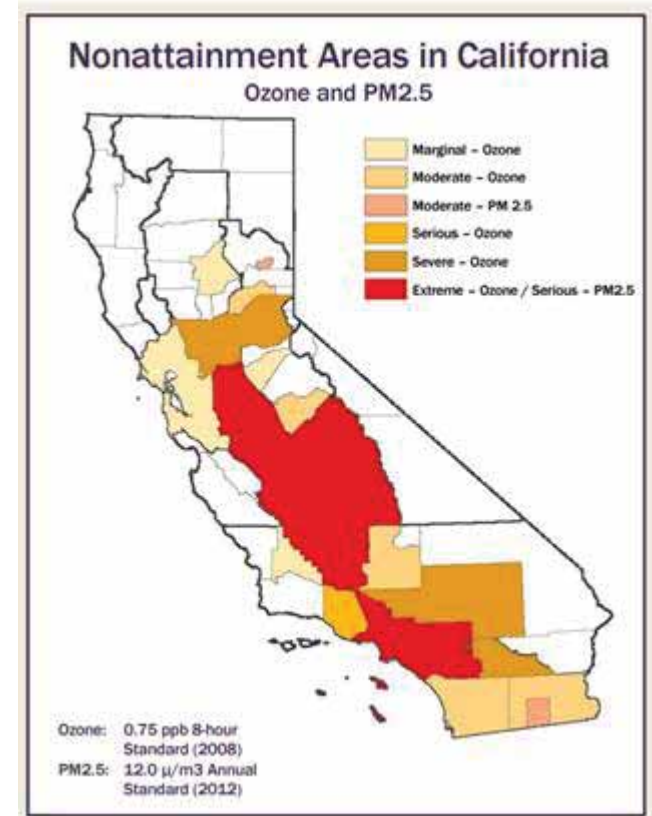 Nonattainment Areas in California
Ozone and PM2.5
Marginal – Ozone
Moderate – Ozone
Moderate – PM 2.5
Serious – Ozone
Severe – Ozone
Extreme – Ozone / Serious – PM2.5
Ozone: 0.75 ppb 8-hour
Standard (2008)
PM2.5: 12.0 µ/m3 Annual
Standard (2012)